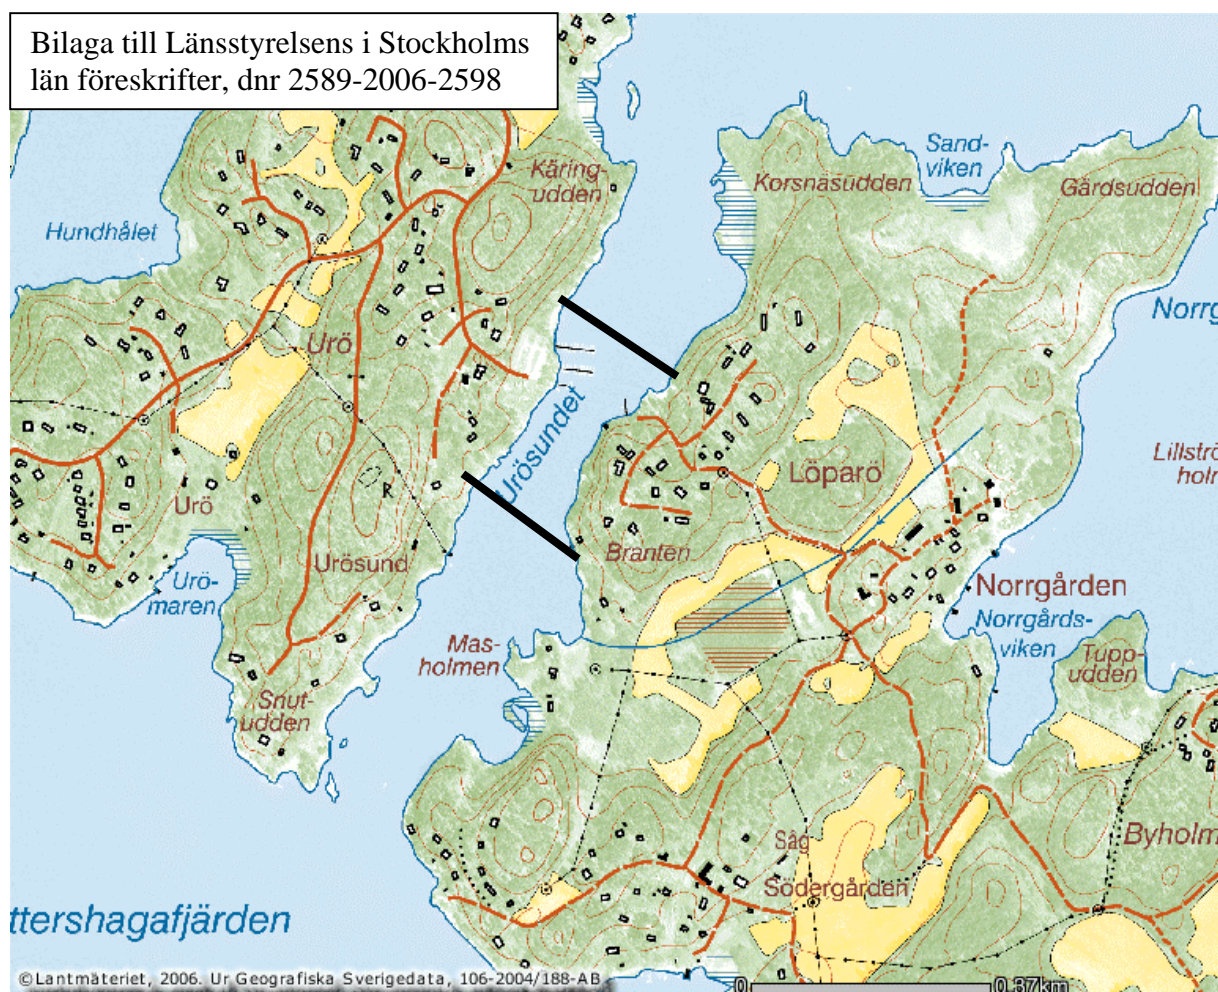 Bilaga till Länsstyrelsens i Stockholms
län föreskrifter, dnr 2589-2006-2598
Käring-
udden
Sand-
viken
Korsnäsudden
Gärdsudden
Hundhålet
Norrg
Urö
Urösundet
Löparö
Lillströ
holm
Urö
R
Urösund
Branten
Urö-
maren
Norrgården
Norrgårds-
viken
Mas-
holmen
Tupp-
udden
Snut-
udden
Såg
Byholm
Södergården
ttershagafjärden
©Lantmäteriet, 2006. Ur Geografiska Sverigedata, 106-2004/188-AB
0 0.37km